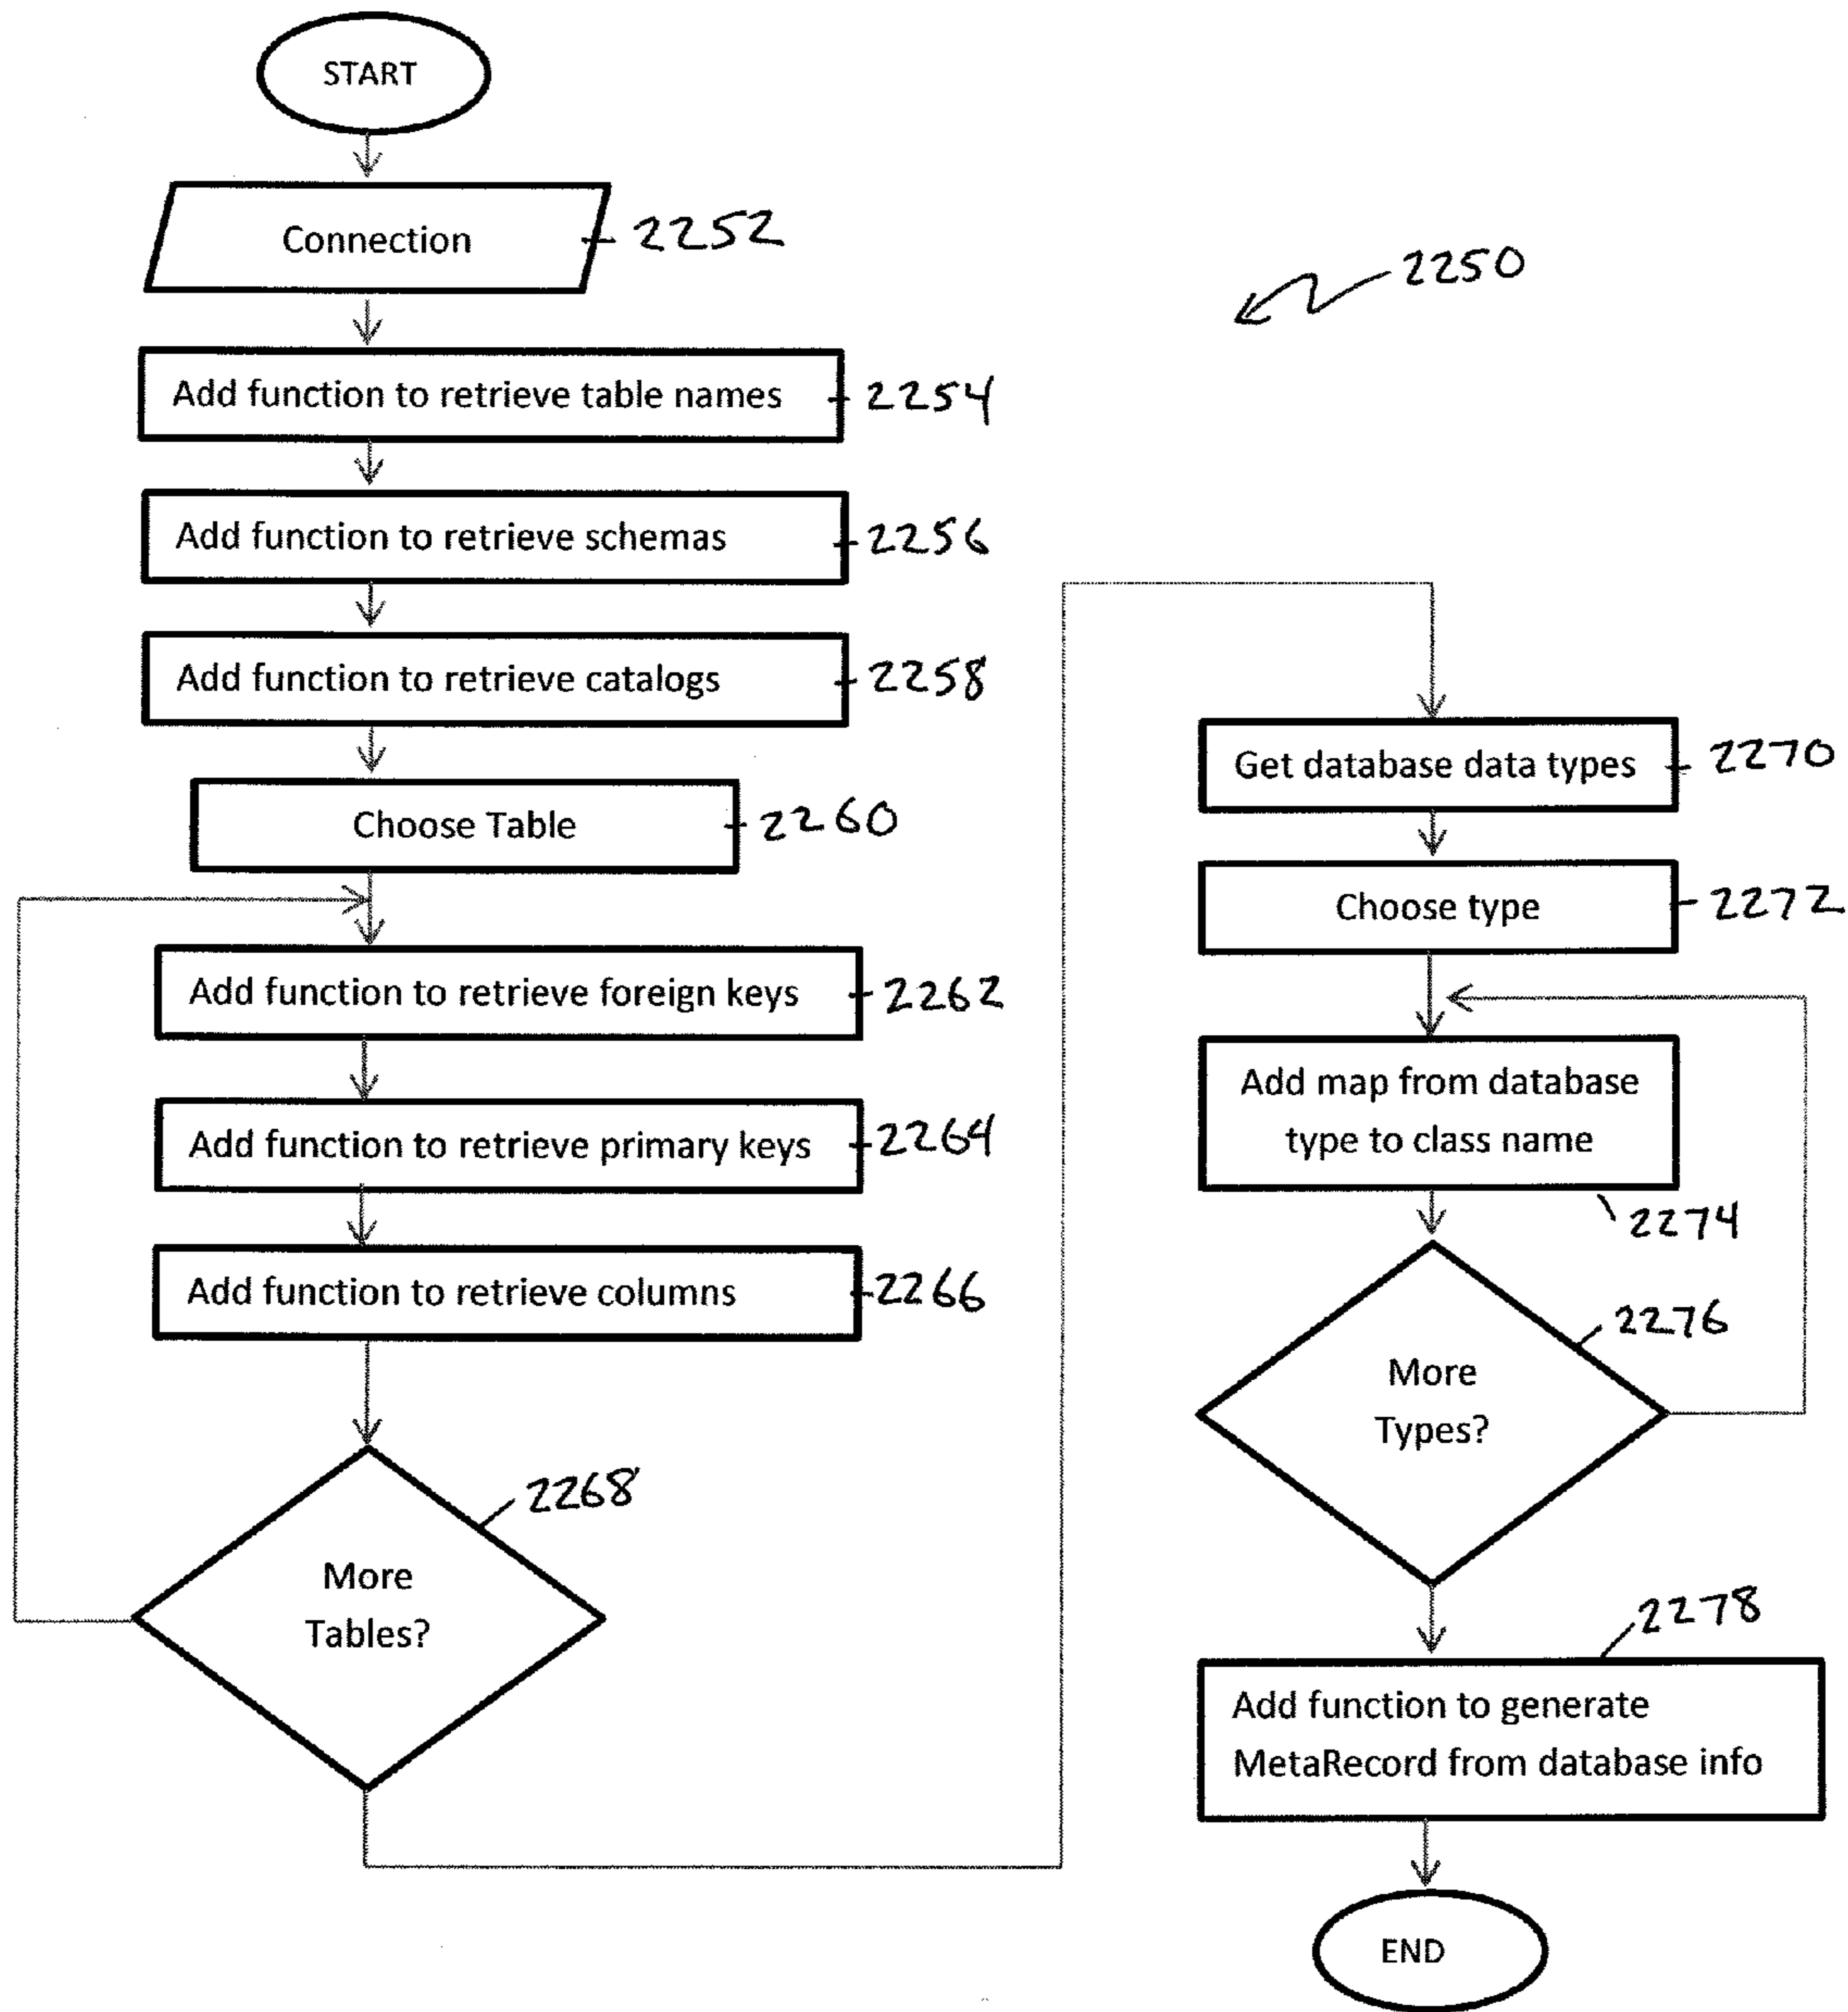 START
Connection
2252
2250
Add function to retrieve table names
2254
Add function to retrieve schemas
2256
Add function to retrieve catalogs
2258
Choose Table
2260
Add function to retrieve foreign keys
2262
Add function to retrieve primary keys
2264
Add function to retrieve columns
2266
More
Tables?
2268
Get database data types
2270
Choose type
2272
Add map from database
type to class name
2274
More
Types?
2276
Add function to generate
MetaRecord from database info
2278
END